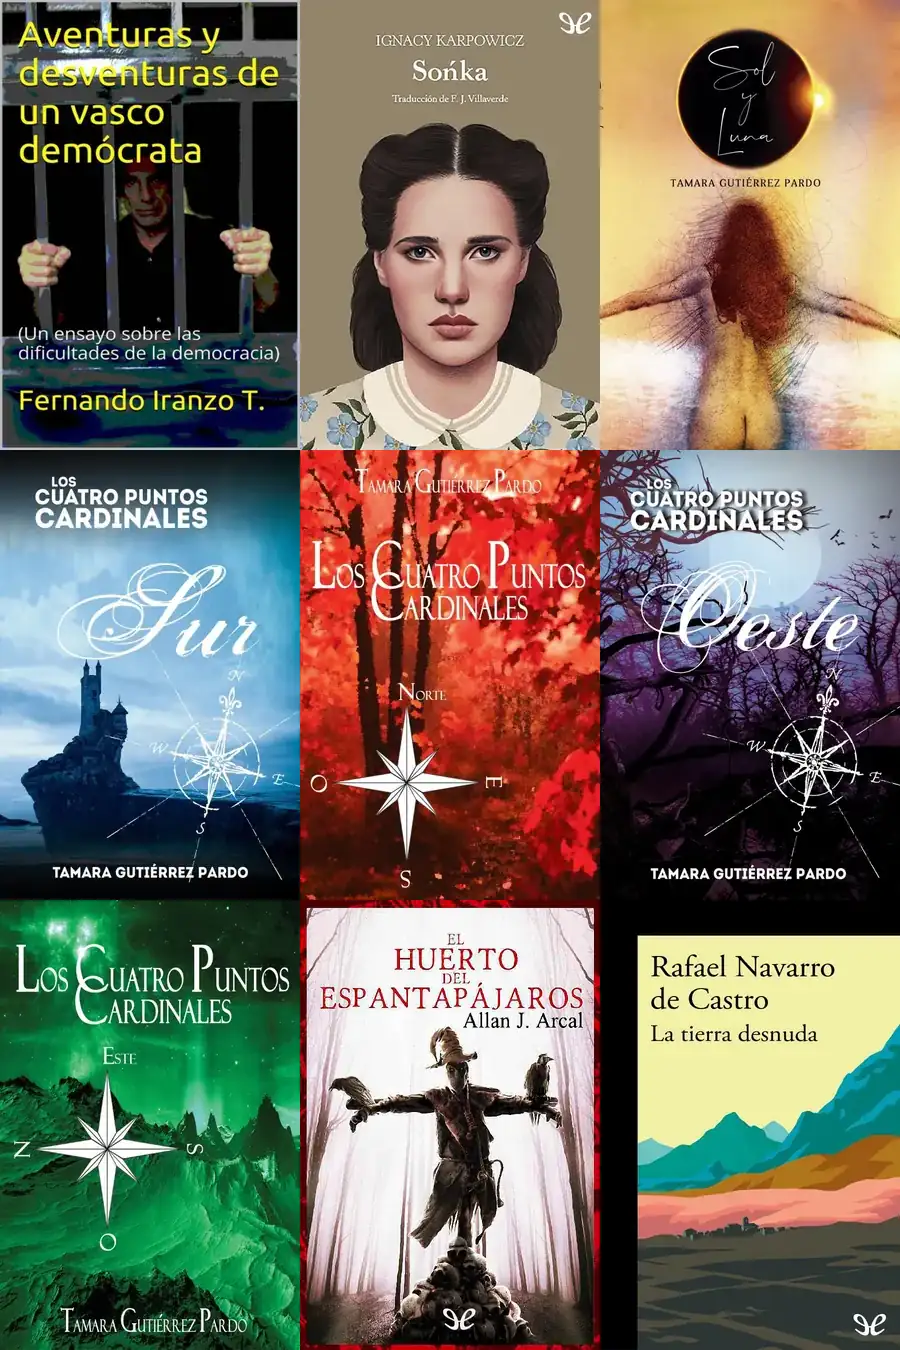 Aventuras y
desventuras de
un vasco
demócrata
(Un ensayo sobre las
dificultades de la democracia)
Fernando Iranzo T.
IGNACY KARPOWICZ
Sońka
Traducción de F. J. Villaverde
Sol
y
Luna
TAMARA GUTIÉRREZ PARDO
LOS
CUATRO PUNTOS
CARDINALES
Sur
N
W
E
S
TAMARA GUTIÉRREZ PARDO
TAMARA GUTIÉRREZ PARDO
LOS CUATRO PUNTOS
CARDINALES
NORTE
O
E
S
LOS
CUATRO PUNTOS
CARDINALES
Oeste
N
W
E
S
TAMARA GUTIÉRREZ PARDO
LOS CUATRO PUNTOS
CARDINALES
ESTE
N
S
O
TAMARA GUTIÉRREZ PARDO
EL
HUERTO
DEL
ESPANTAPÁJAROS
Allan J. Arcal
Rafael Navarro
de Castro
La tierra desnuda